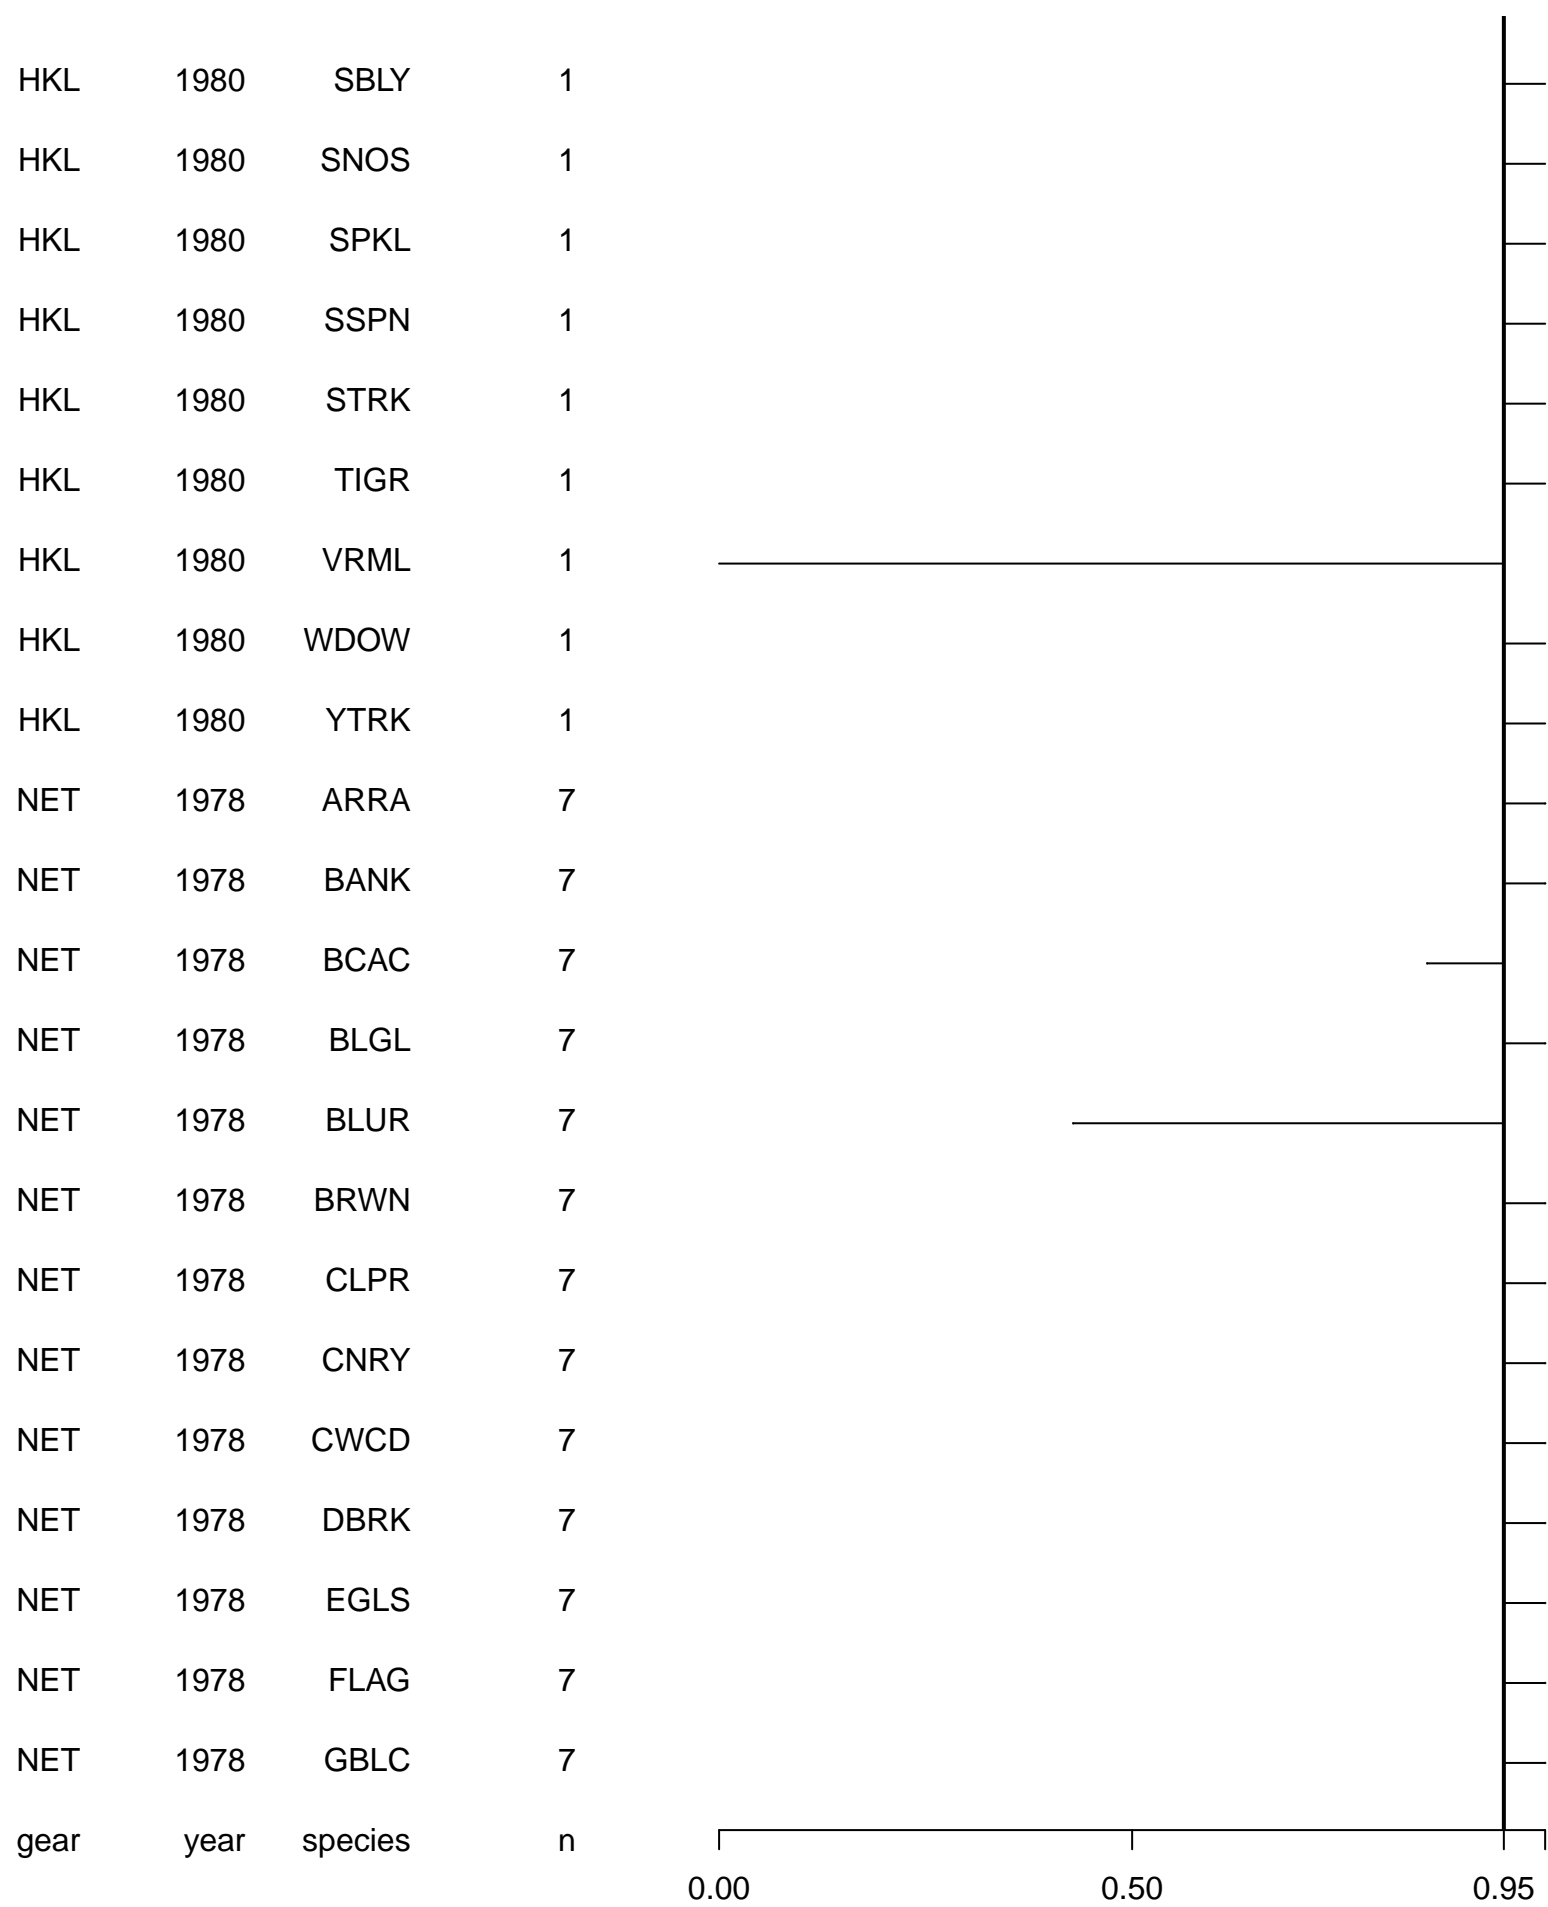 HKL 1980 SBLY 1
HKL 1980 SNOS 1
HKL 1980 SPKL 1
HKL 1980 SSPN 1
HKL 1980 STRK 1
HKL 1980 TIGR 1
HKL 1980 VRML 1
HKL 1980 WDOW 1
HKL 1980 YTRK 1
NET 1978 ARRA 7
NET 1978 BANK 7
NET 1978 BCAC 7
NET 1978 BLGL 7
NET 1978 BLUR 7
NET 1978 BRWN 7
NET 1978 CLPR 7
NET 1978 CNRY 7
NET 1978 CWCD 7
NET 1978 DBRK 7
NET 1978 EGLS 7
NET 1978 FLAG 7
NET 1978 GBLC 7
gear year species n
0.00 0.50 0.95